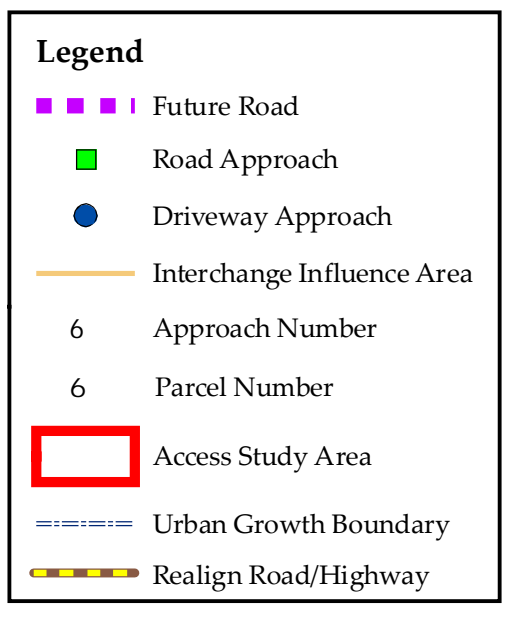 Legend
Future Road
Road Approach
Driveway Approach
Interchange Influence Area
6 Approach Number
6 Parcel Number
Access Study Area
Urban Growth Boundary
Realign Road/Highway